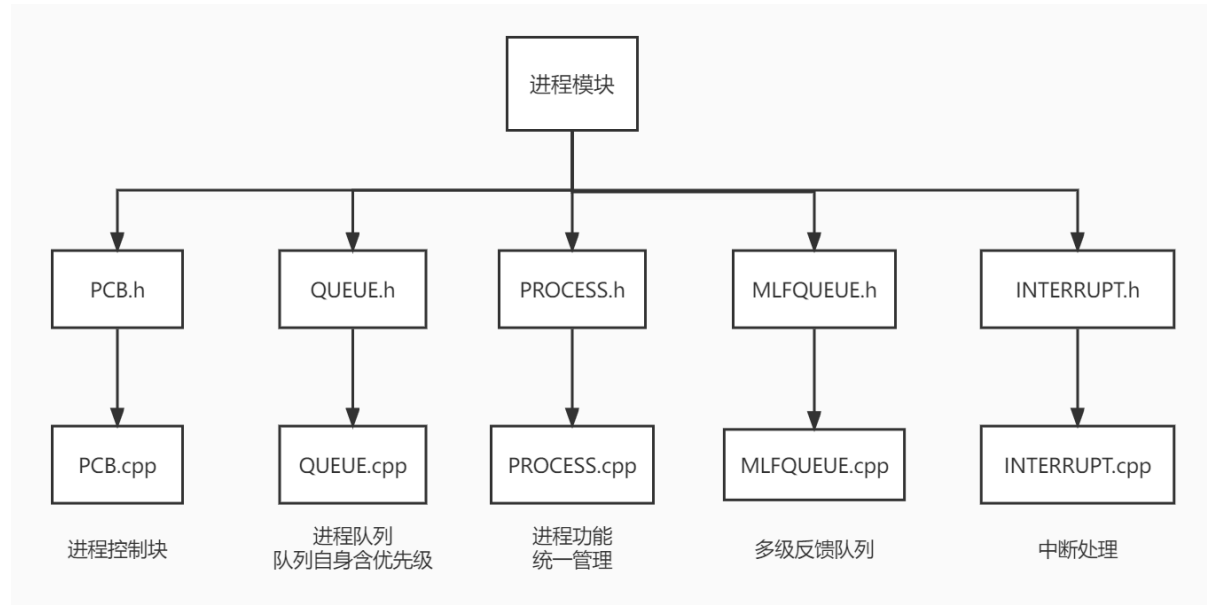 进程模块
PCB.h
QUEUE.h
PROCESS.h
MLFQUEUE.h
INTERRUPT.h
PCB.cpp
QUEUE.cpp
PROCESS.cpp
MLFQUEUE.cpp
INTERRUPT.cpp
进程控制块
进程队列
队列自身含优先级
进程功能
统一管理
多级反馈队列
中断处理